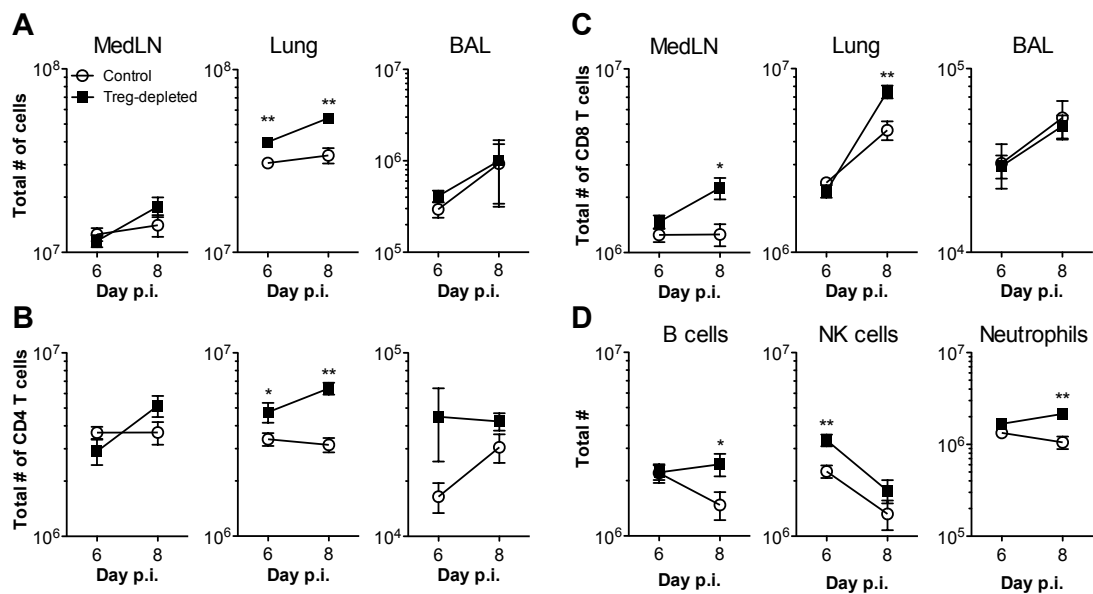 A
MedLN
Lung
BAL
Total # of cells
10^8
10^7
Control
Treg-depleted
6
8
Day p.i.
10^8
10^7
**
**
6
8
Day p.i.
10^7
10^6
10^5
6
8
Day p.i.
B
Total # of CD4 T cells
10^7
10^6
6
8
Day p.i.
10^7
10^6
*
**
6
8
Day p.i.
10^5
10^4
6
8
Day p.i.
C
MedLN
Lung
BAL
Total # of CD8 T cells
10^7
10^6
*
6
8
Day p.i.
10^7
10^6
**
6
8
Day p.i.
10^5
10^4
6
8
Day p.i.
D
B cells
NK cells
Neutrophils
Total #
10^7
10^6
*
6
8
Day p.i.
10^7
10^6
**
6
8
Day p.i.
10^7
10^6
10^5
**
6
8
Day p.i.